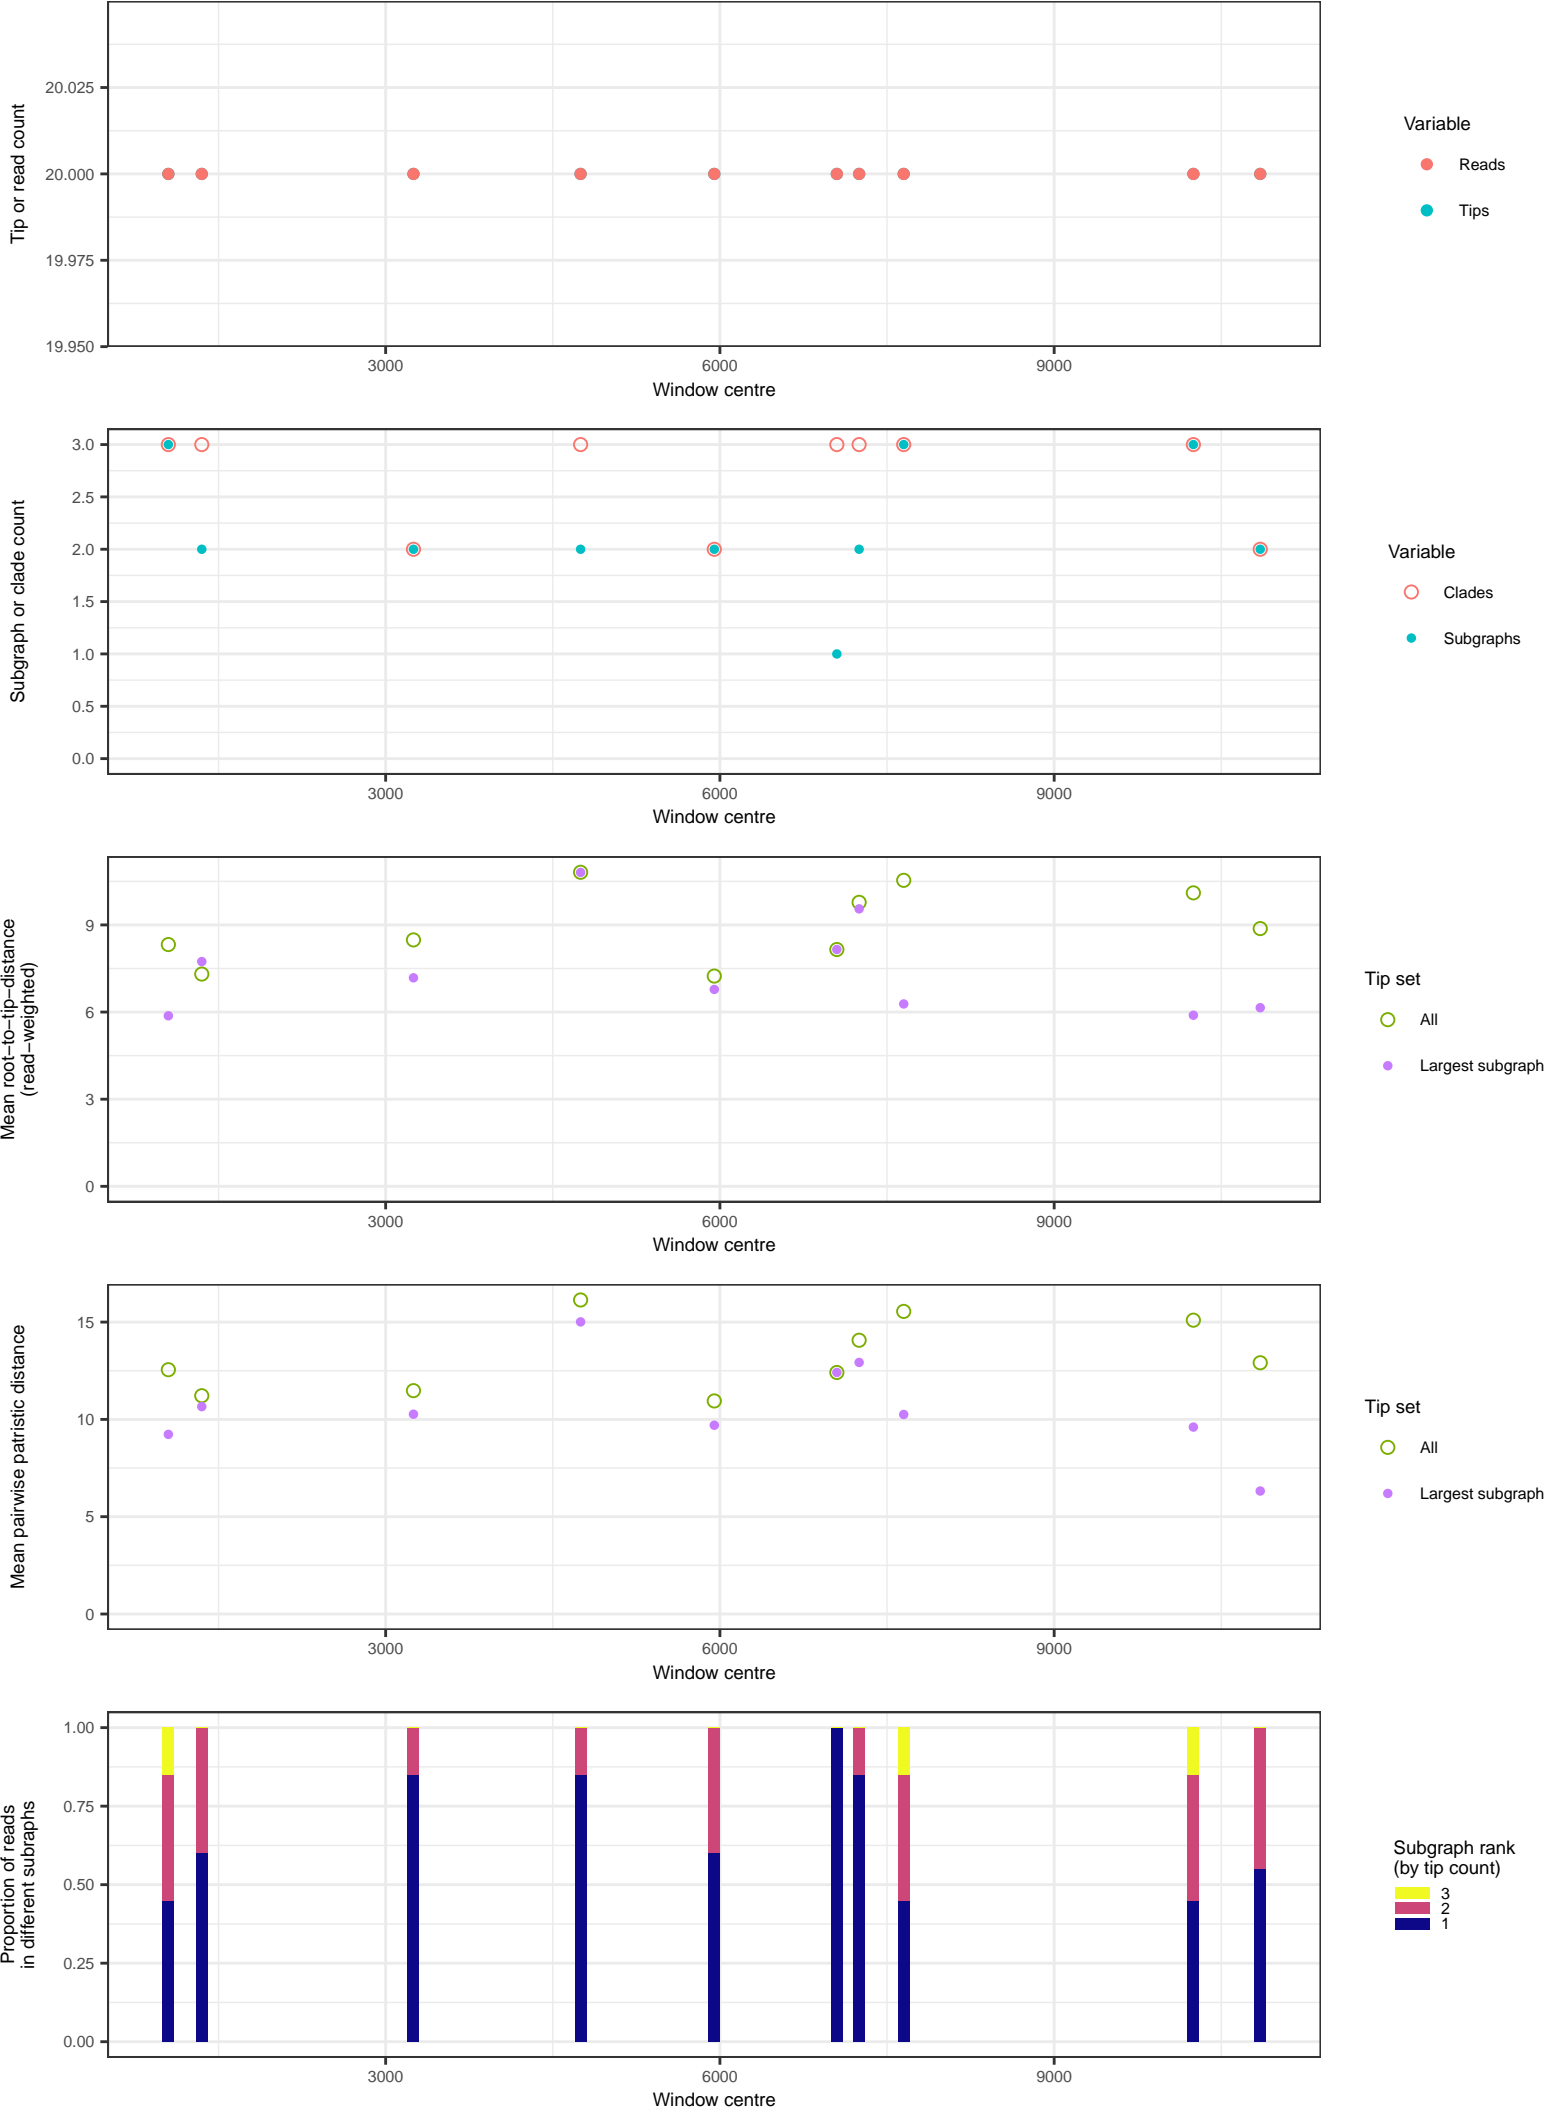 Tip or read count
20.025
20.000
19.975
19.950
3000
6000
9000
Window centre
Variable
Reads
Tips
Subgraph or clade count
3.0
2.5
2.0
1.5
1.0
0.5
0.0
3000
6000
9000
Window centre
Variable
Clades
Subgraphs
Mean root−to−tip−distance
(read−weighted)
9
6
3
0
3000
6000
9000
Window centre
Tip set
All
Largest subgraph
Mean pairwise patristic distance
15
10
5
0
3000
6000
9000
Window centre
Tip set
All
Largest subgraph
Proportion of reads
in different subraphs
1.00
0.75
0.50
0.25
0.00
3000
6000
9000
Window centre
Subgraph rank
(by tip count)
3
2
1